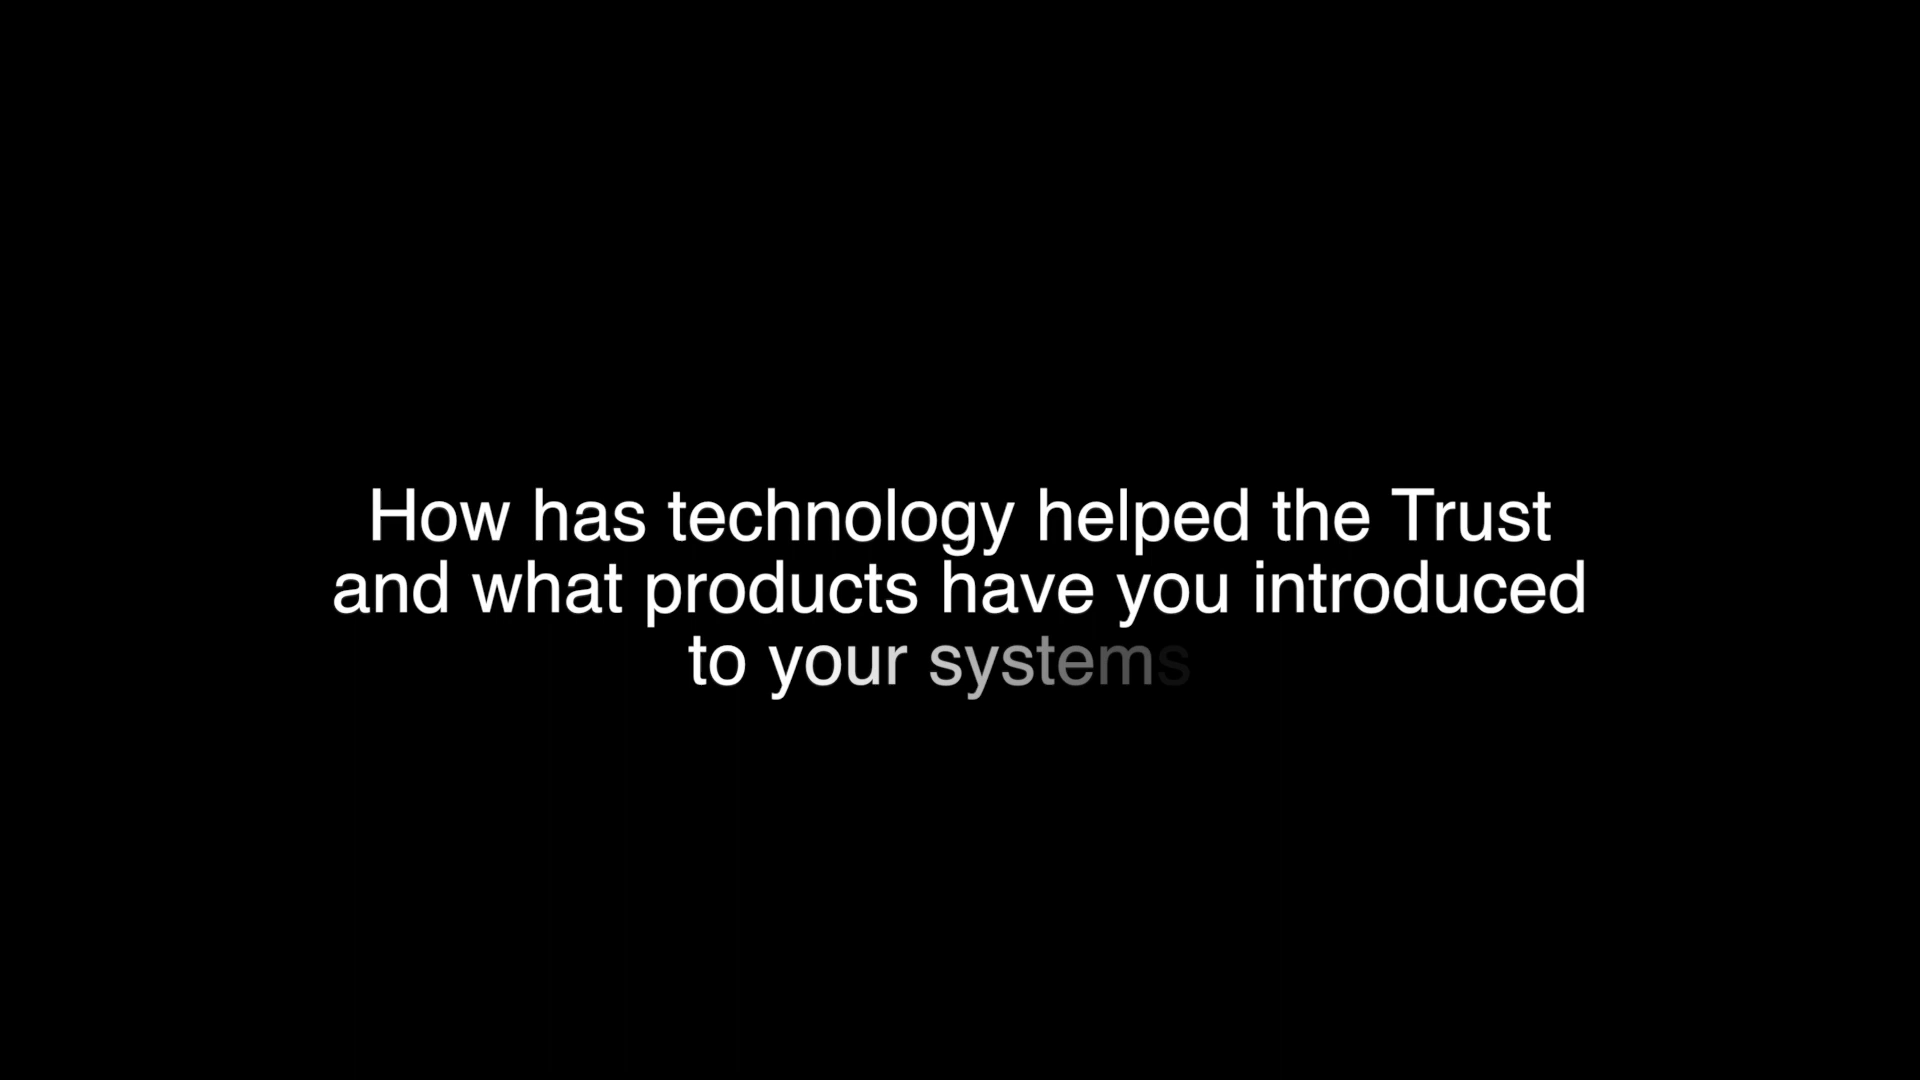 How has technology helped the Trust
and what products have you introduced
to your systems